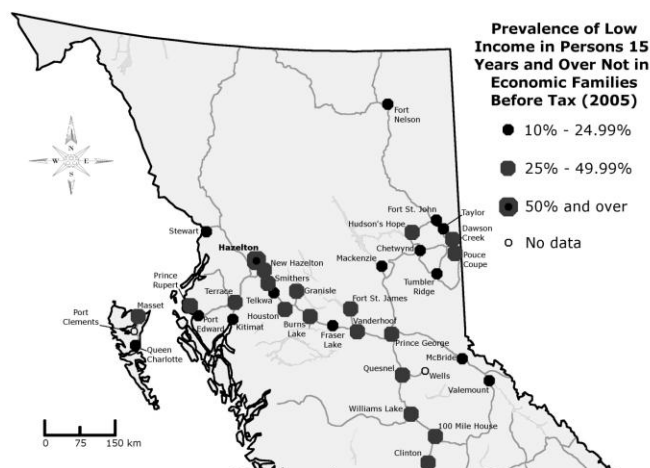 Prevalence of Low
Income in Persons 15
Years and Over Not in
Economic Families
Before Tax (2005)
10% - 24.99%
25% - 49.99%
50% and over
No data
N
W
E
S
Fort
Nelson
Fort St. John
Taylor
Hudson's Hope
Dawson
Creek
Stewart
Chetwynd
Pouce
Coupe
Hazelton
New Hazelton
Mackenzie
Tumbler
Ridge
Smithers
Prince
Rupert
Terrace
Telkwa
Granisle
Fort St. James
Masset
Port
Clements
Port
Edward
Kitimat
Houston
Burns
Lake
Fraser
Lake
Vanderhoof
Prince George
Queen
Charlotte
McBride
Quesnel
Wells
Valemount
Williams Lake
100 Mile House
Clinton
0 75 150 km